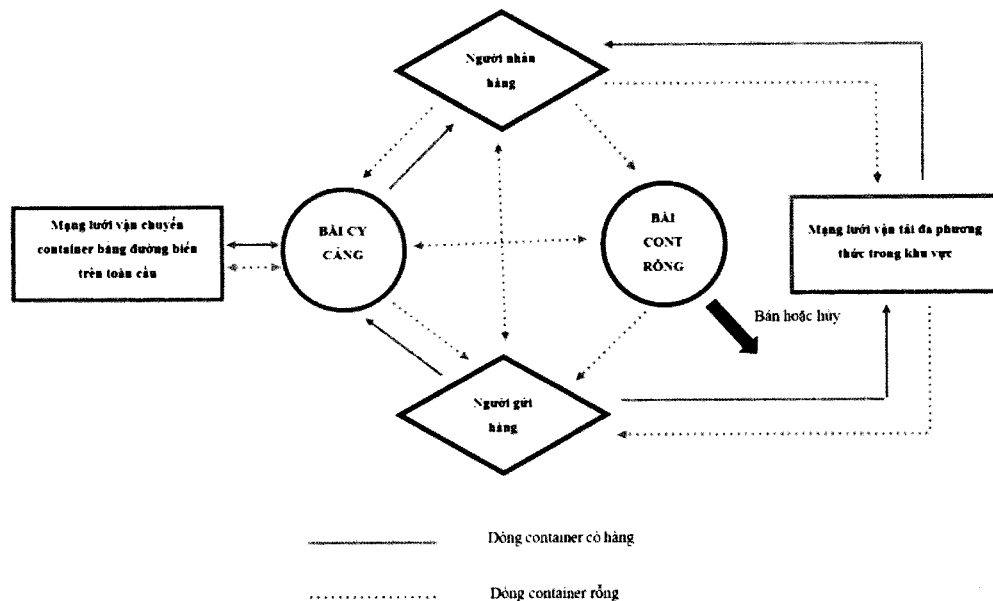 Người nhận
hàng
Mạng lưới vận chuyển
container bằng đường biển
trên toàn cầu
BÃI CY
CẢNG
BÃI
CONT
RỖNG
Mạng lưới vận tải đa phương
thức trong khu vực
Bán hoặc hủy
Người gửi
hàng
Dòng container có hàng
Dòng container rỗng